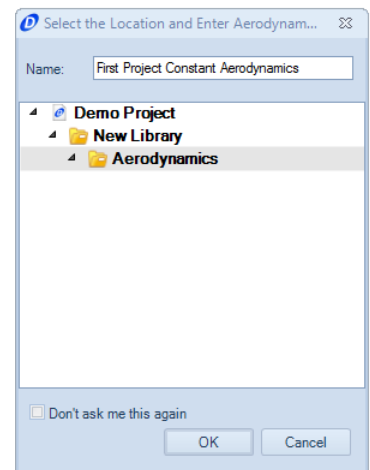 Select the Location and Enter Aerodynam...
Name: First Project Constant Aerodynamics
Demo Project
New Library
Aerodynamics
Don't ask me this again
OK Cancel